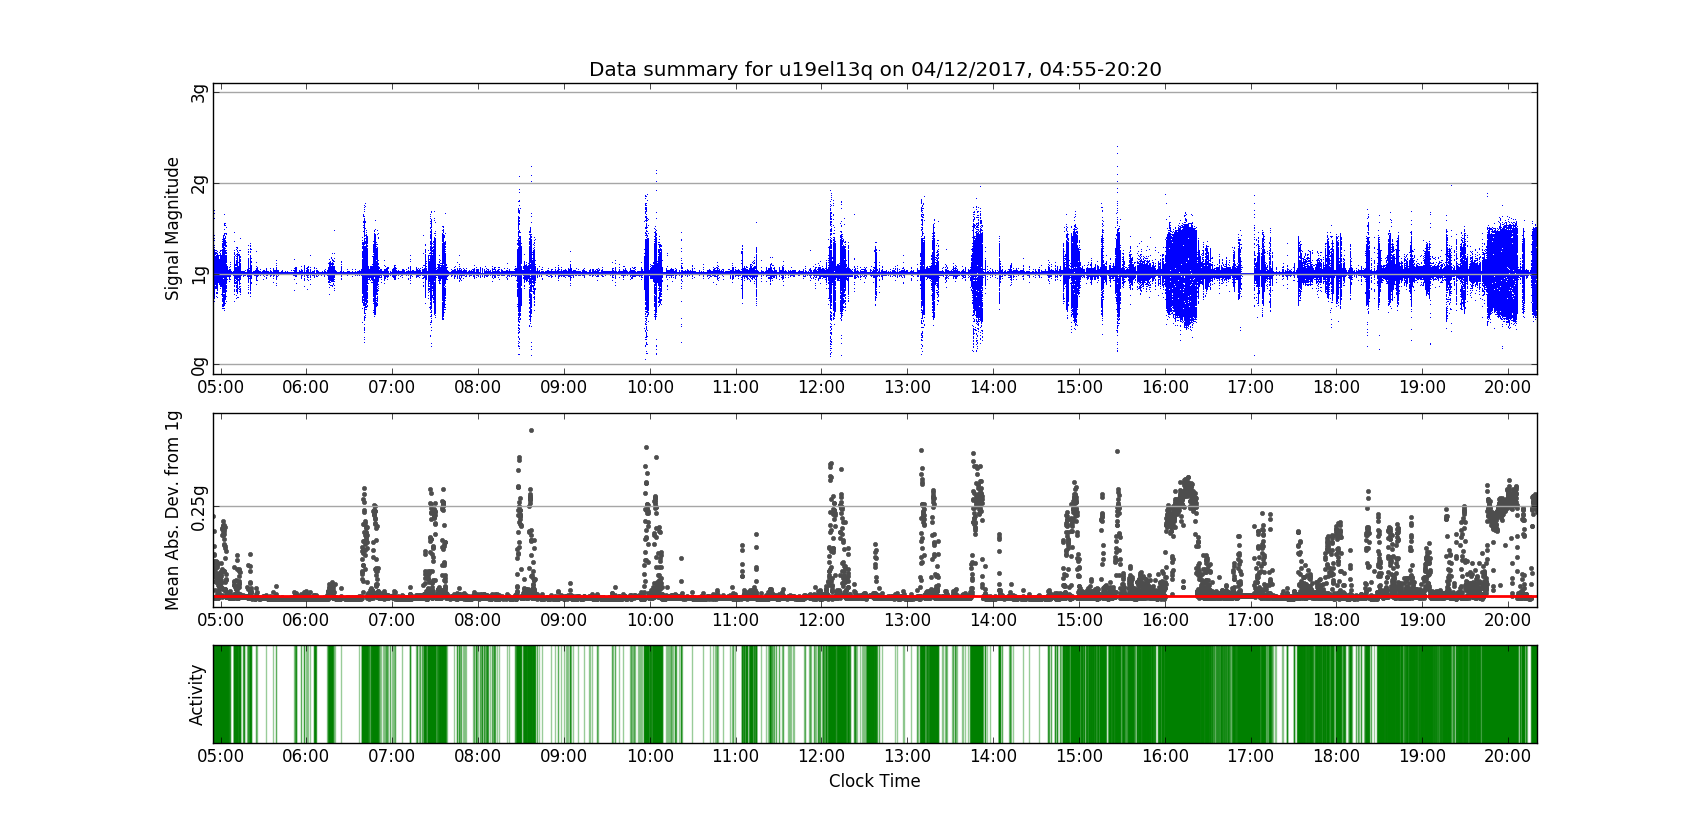 Data summary for u19el13q on 04/12/2017, 04:55-20:20
Signal Magnitude
3g
2g
1g
0g
05:00 06:00 07:00 08:00 09:00 10:00 11:00 12:00 13:00 14:00 15:00 16:00 17:00 18:00 19:00 20:00
Mean Abs. Dev. from 1g
0.25g
05:00 06:00 07:00 08:00 09:00 10:00 11:00 12:00 13:00 14:00 15:00 16:00 17:00 18:00 19:00 20:00
Activity
05:00 06:00 07:00 08:00 09:00 10:00 11:00 12:00 13:00 14:00 15:00 16:00 17:00 18:00 19:00 20:00
Clock Time